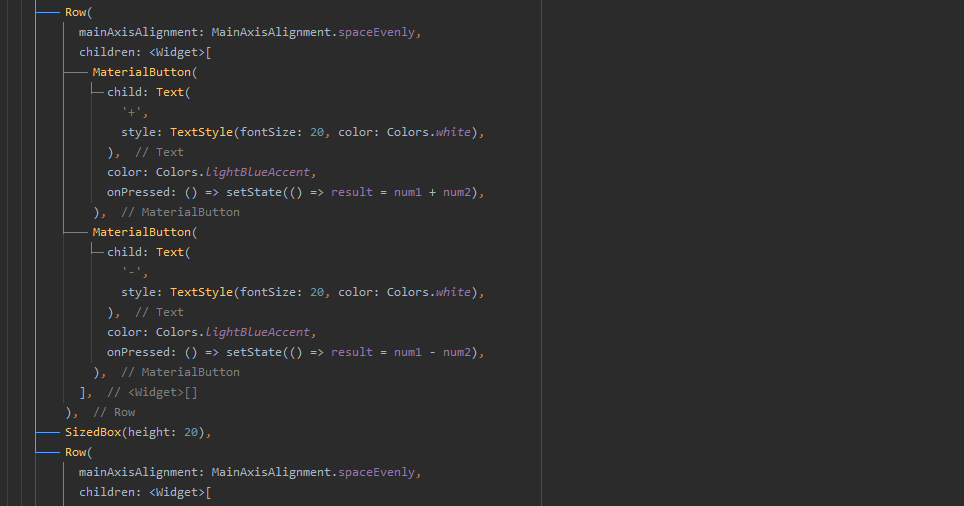 Row(
mainAxisAlignment: MainAxisAlignment.spaceEvenly,
children: <Widget>[
MaterialButton(
child: Text(
'+',
style: TextStyle(fontSize: 20, color: Colors.white),
), // Text
color: Colors.lightBlueAccent,
onPressed: () => setState(() => result = num1 + num2),
), // MaterialButton
MaterialButton(
child: Text(
'-',
style: TextStyle(fontSize: 20, color: Colors.white),
), // Text
color: Colors.lightBlueAccent,
onPressed: () => setState(() => result = num1 - num2),
), // MaterialButton
], // <Widget>[]
), // Row
SizedBox(height: 20),
Row(
mainAxisAlignment: MainAxisAlignment.spaceEvenly,
children: <Widget>[